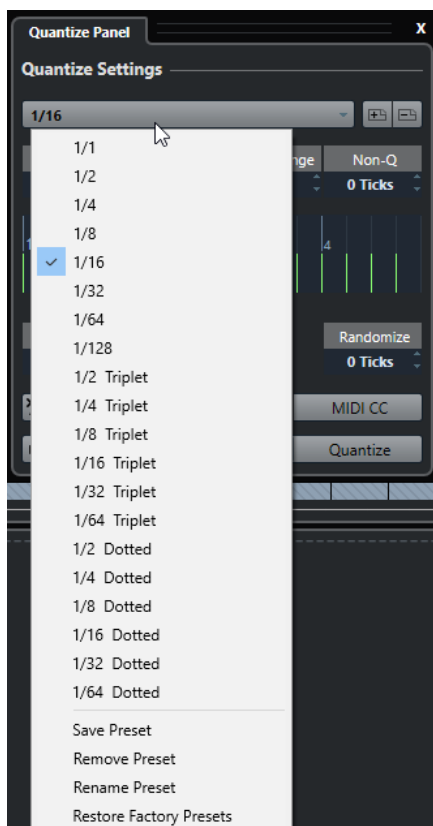 Quantize Panel X
Quantize Settings
1/16
1/1
1/2
nge Non-Q
1/4
0 Ticks
1/8
4
1/16
1/32
1/64
1/128
Randomize
1/2 Triplet
0 Ticks
1/4 Triplet
MIDI CC
1/8 Triplet
1/16 Triplet
Quantize
1/32 Triplet
1/64 Triplet
1/2 Dotted
1/4 Dotted
1/8 Dotted
1/16 Dotted
1/32 Dotted
1/64 Dotted
Save Preset
Remove Preset
Rename Preset
Restore Factory Presets